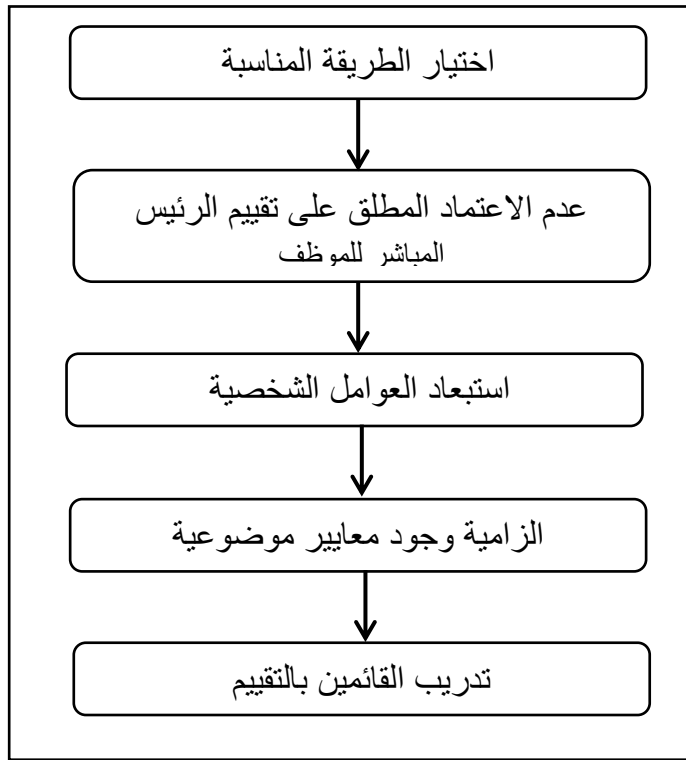 اختيار الطريقة المناسبة
عدم الاعتماد المطلق على تقييم الرئيس
المباشر للموظف
استبعاد العوامل الشخصية
الزامية وجود معايير موضوعية
تدريب القائمين بالتقييم